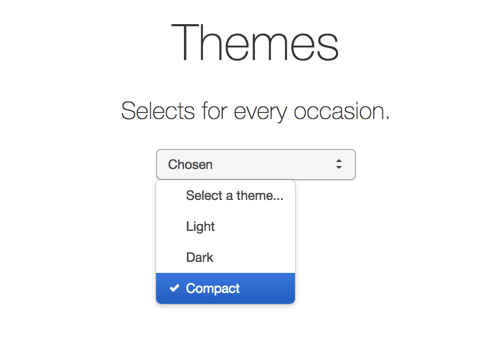 Themes
Selects for every occasion.
Chosen
Select a theme...
Light
Dark
Compact